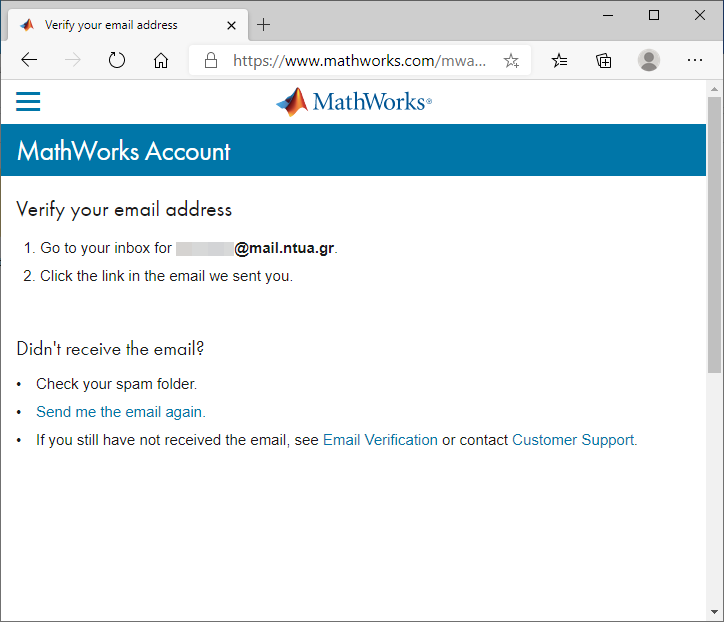 Verify your email address
https://www.mathworks.com/mwa...
MathWorks®
MathWorks Account
Verify your email address
1. Go to your inbox for @mail.ntua.gr.
2. Click the link in the email we sent you.
Didn't receive the email?
• Check your spam folder.
• Send me the email again.
• If you still have not received the email, see Email Verification or contact Customer Support.